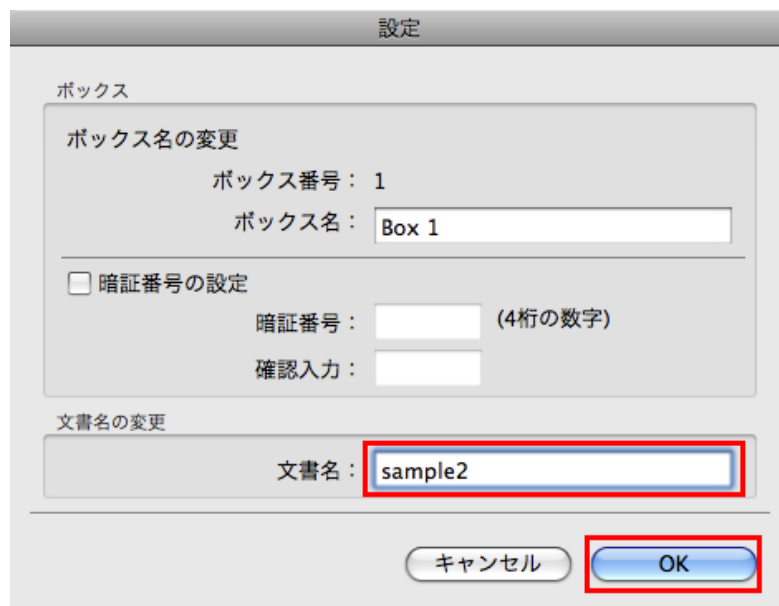 設定
ボックス
ボックス名の変更
ボックス番号： 1
ボックス名： Box 1
暗証番号の設定
暗証番号： (4桁の数字)
確認入力：
文書名の変更
文書名： sample2
キャンセル OK